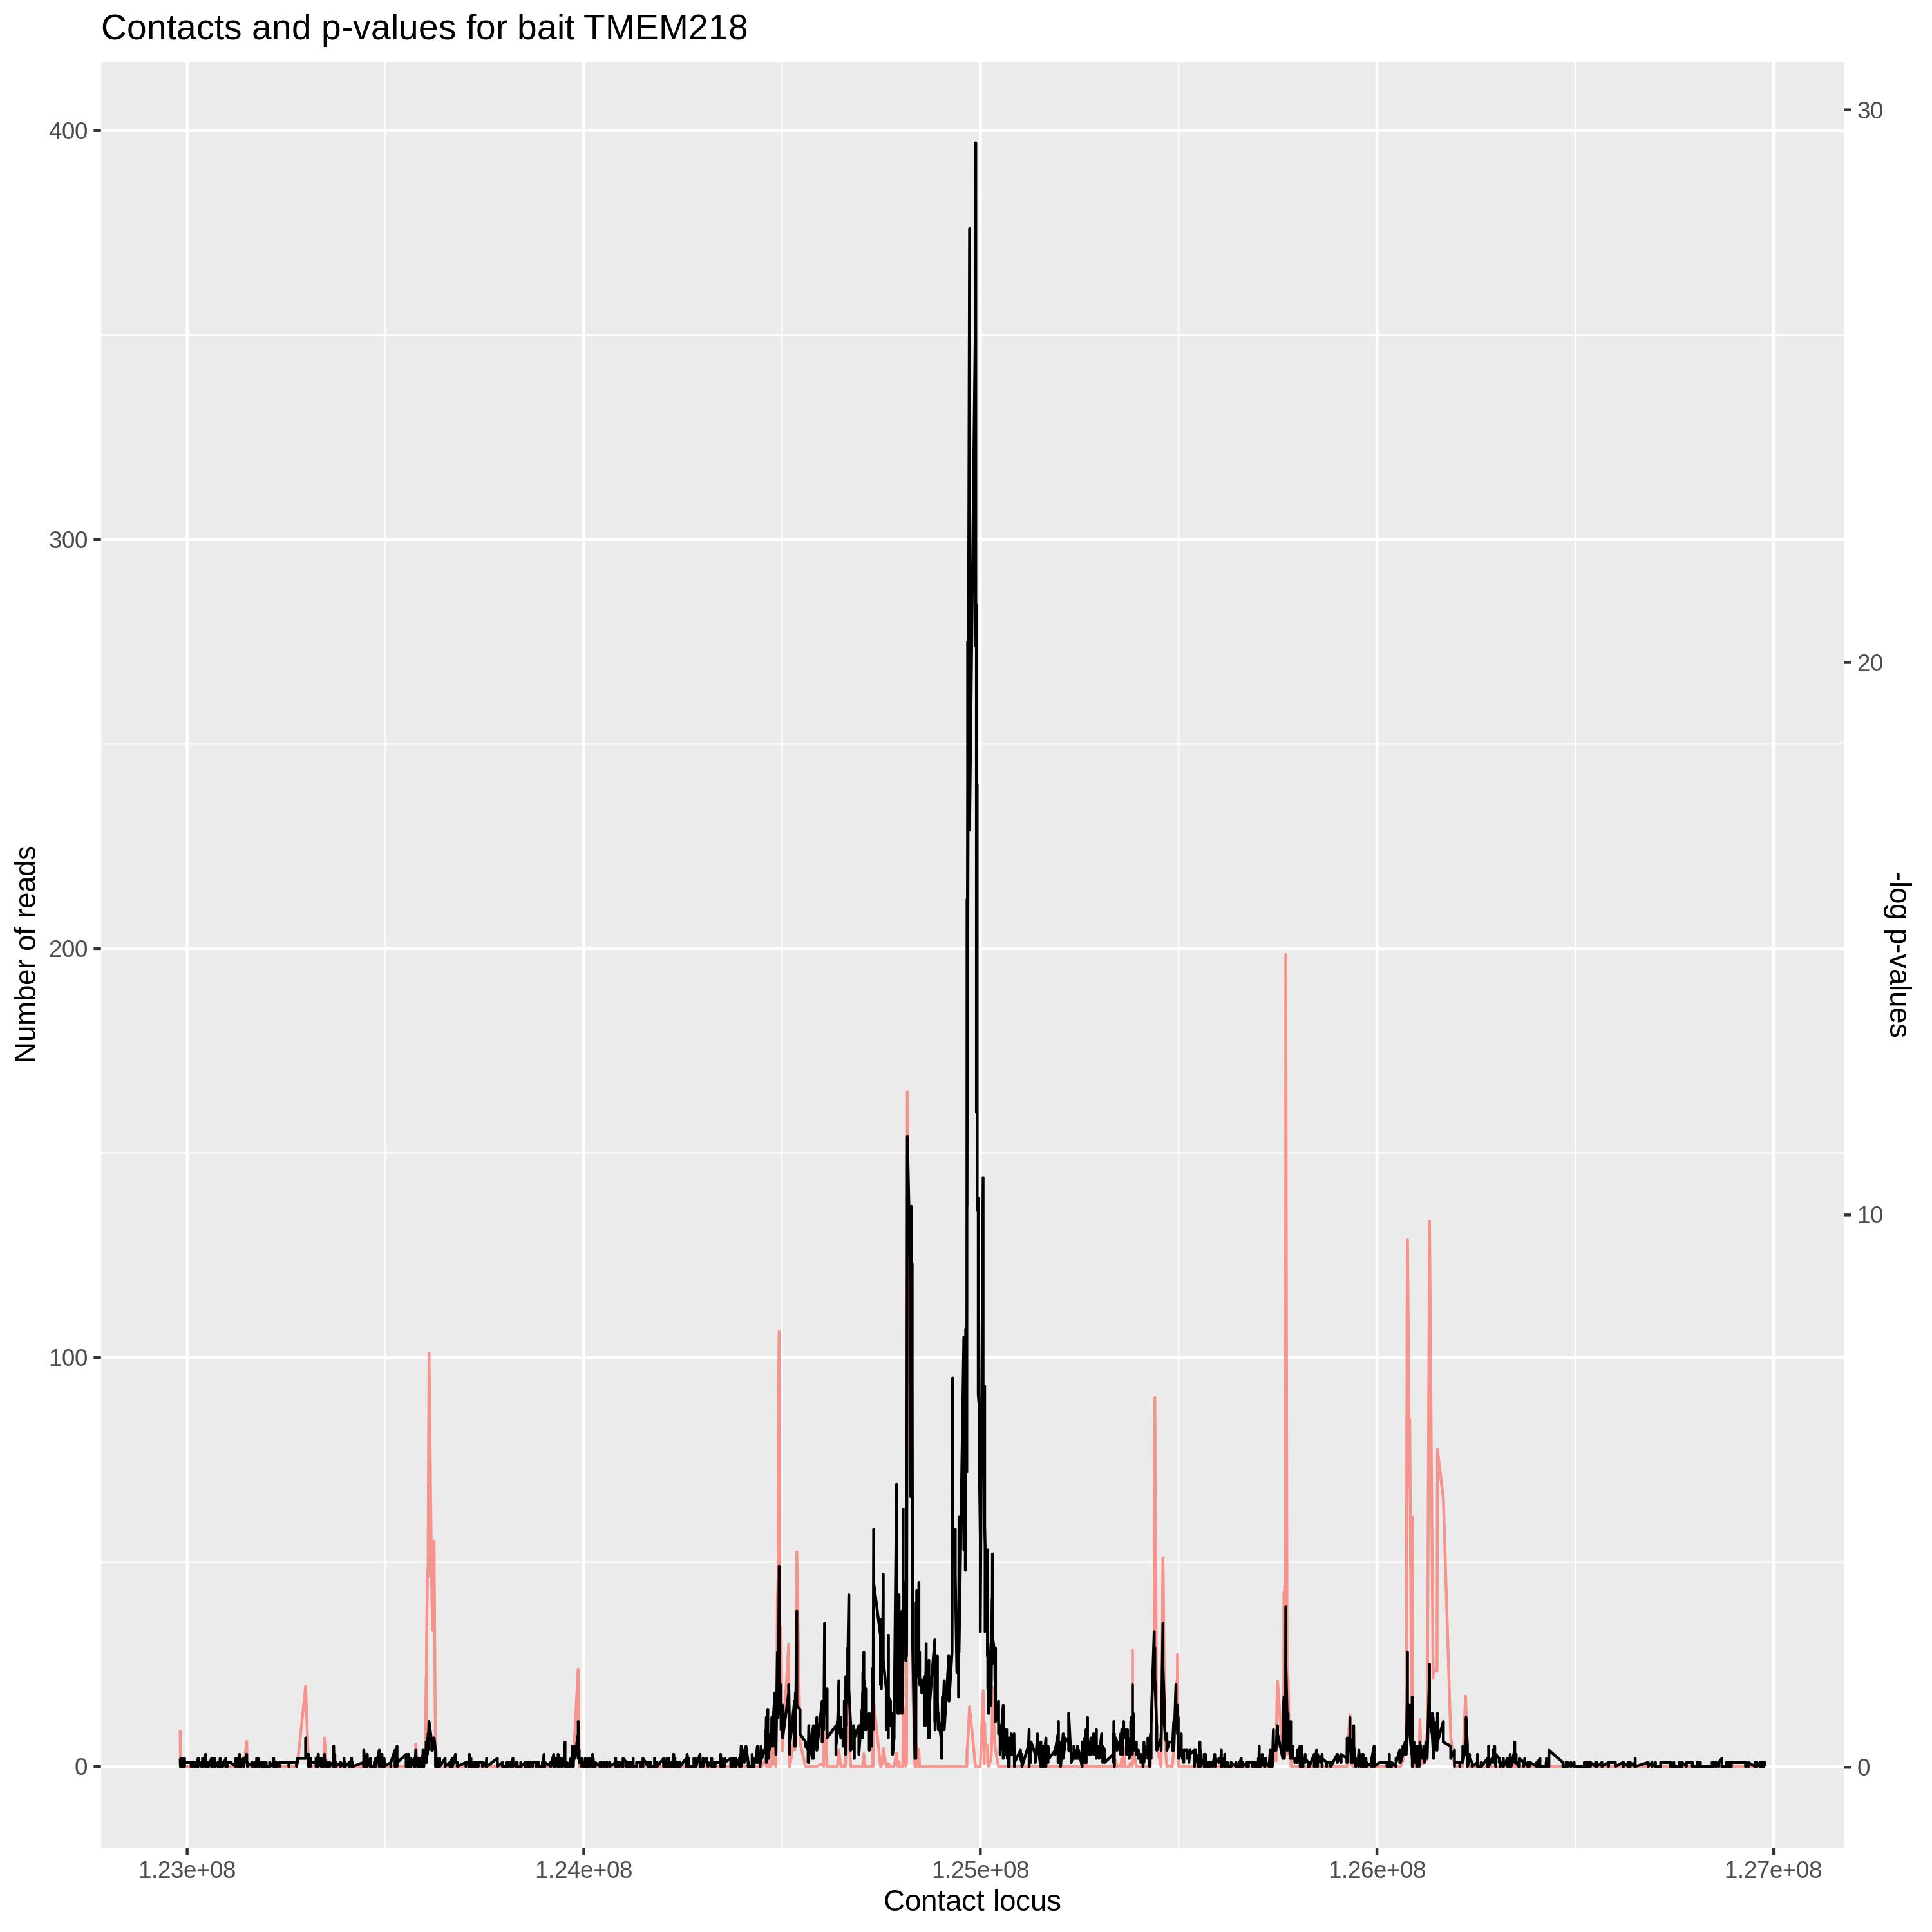 Contacts and p-values for bait TMEM218
400
300
200
100
0
Number of reads
30
20
10
0
-log p-values
1.23e+08
1.24e+08
1.25e+08
1.26e+08
1.27e+08
Contact locus